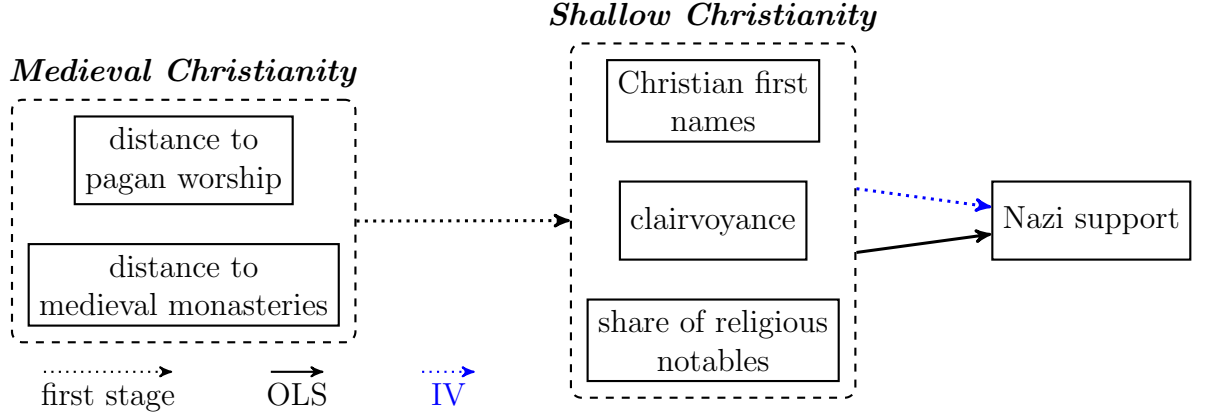 Shallow Christianity
Medieval Christianity
distance to
pagan worship
distance to
medieval monasteries
Christian first
names
clairvoyance
share of religious
notables
Nazi support
first stage
OLS
IV